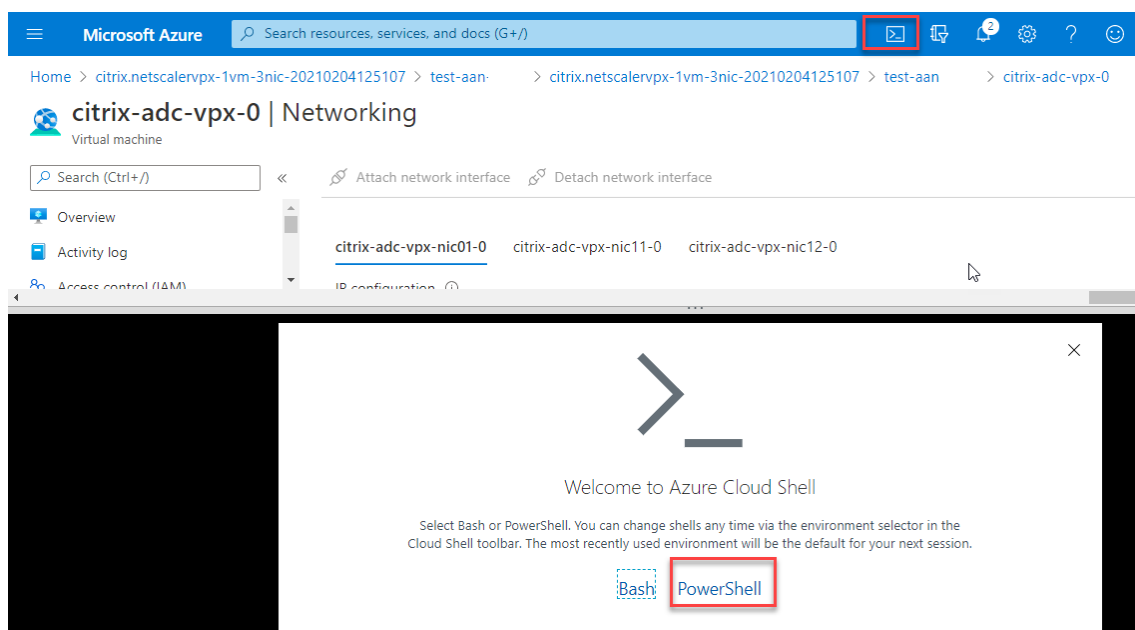 Microsoft Azure
Search resources, services, and docs (G+/)
2
Home > citrix.netscalervpx-1vm-3nic-20210204125107 > test-aan > citrix.netscalervpx-1vm-3nic-20210204125107 > test-aan > citrix-adc-vpx-0
citrix-adc-vpx-0 | Networking
Virtual machine
Search (Ctrl+/)
«
Attach network interface
Detach network interface
Overview
Activity log
Access control (IAM)
citrix-adc-vpx-nic01-0
citrix-adc-vpx-nic11-0
citrix-adc-vpx-nic12-0
IP configuration
Welcome to Azure Cloud Shell
Select Bash or PowerShell. You can change shells any time via the environment selector in the
Cloud Shell toolbar. The most recently used environment will be the default for your next session.
Bash
PowerShell